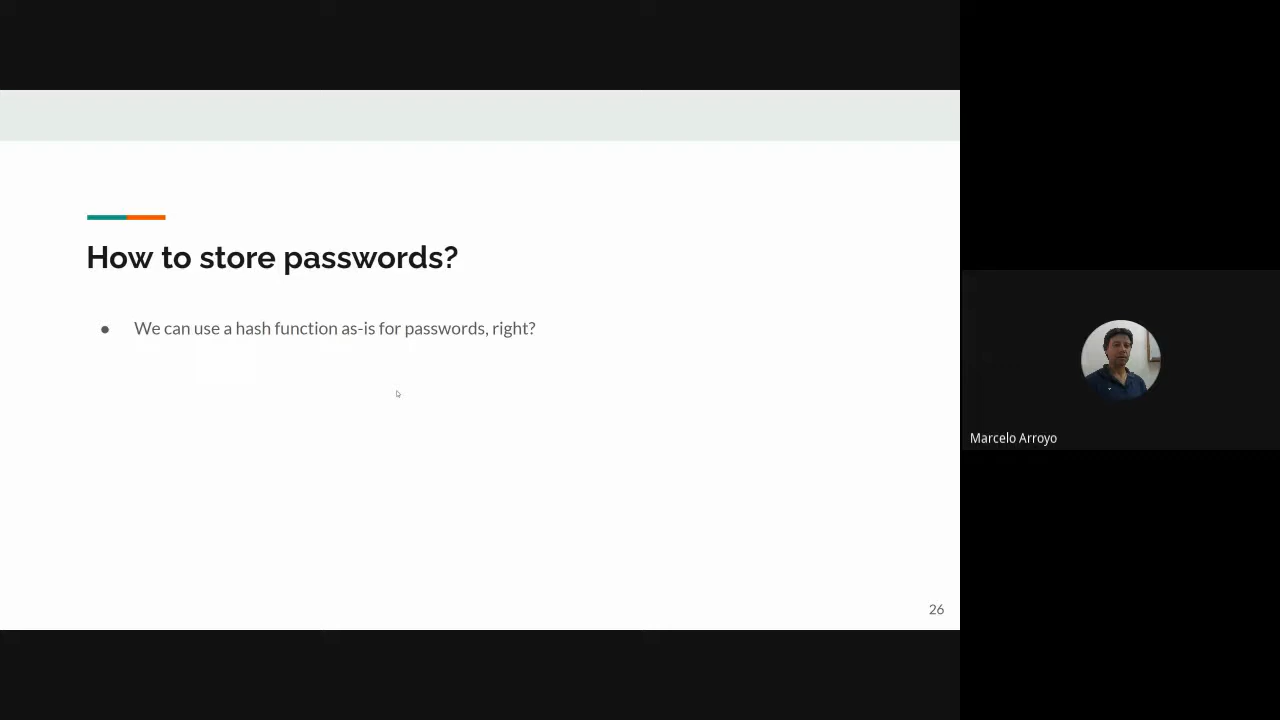 How to store passwords?
● We can use a hash function as-is for passwords, right?
26
Marcelo Arroyo